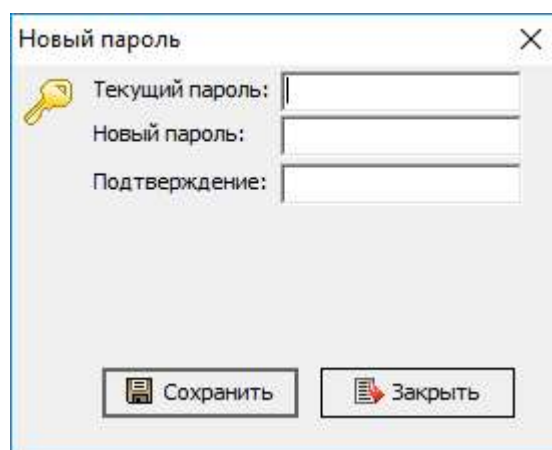 Новый пароль
Текущий пароль:
Новый пароль:
Подтверждение:
Сохранить
Закрыть